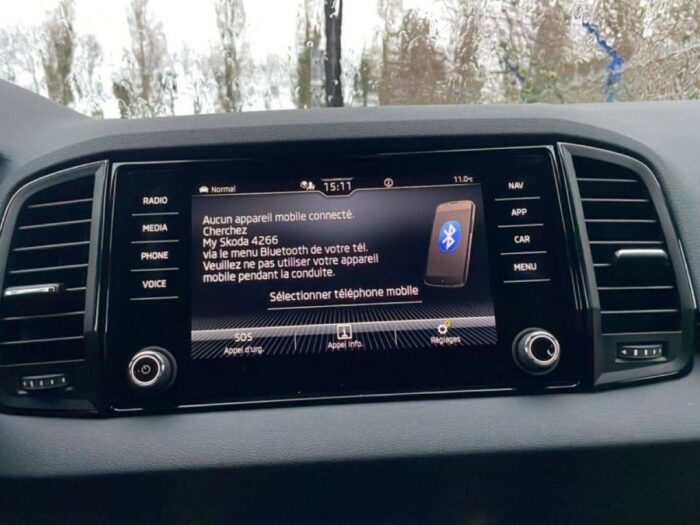 Normal
15:11
11.0°C
RADIO
MEDIA
PHONE
VOICE
Aucun appareil mobile connecté.
Cherchez
My Skoda 4266
via le menu Bluetooth de votre tél.
Veuillez ne pas utiliser votre appareil
mobile pendant la conduite.
Sélectionner téléphone mobile
SOS
Appel d'urg.
i
Appel info.
Réglages
NAV
APP
CAR
MENU